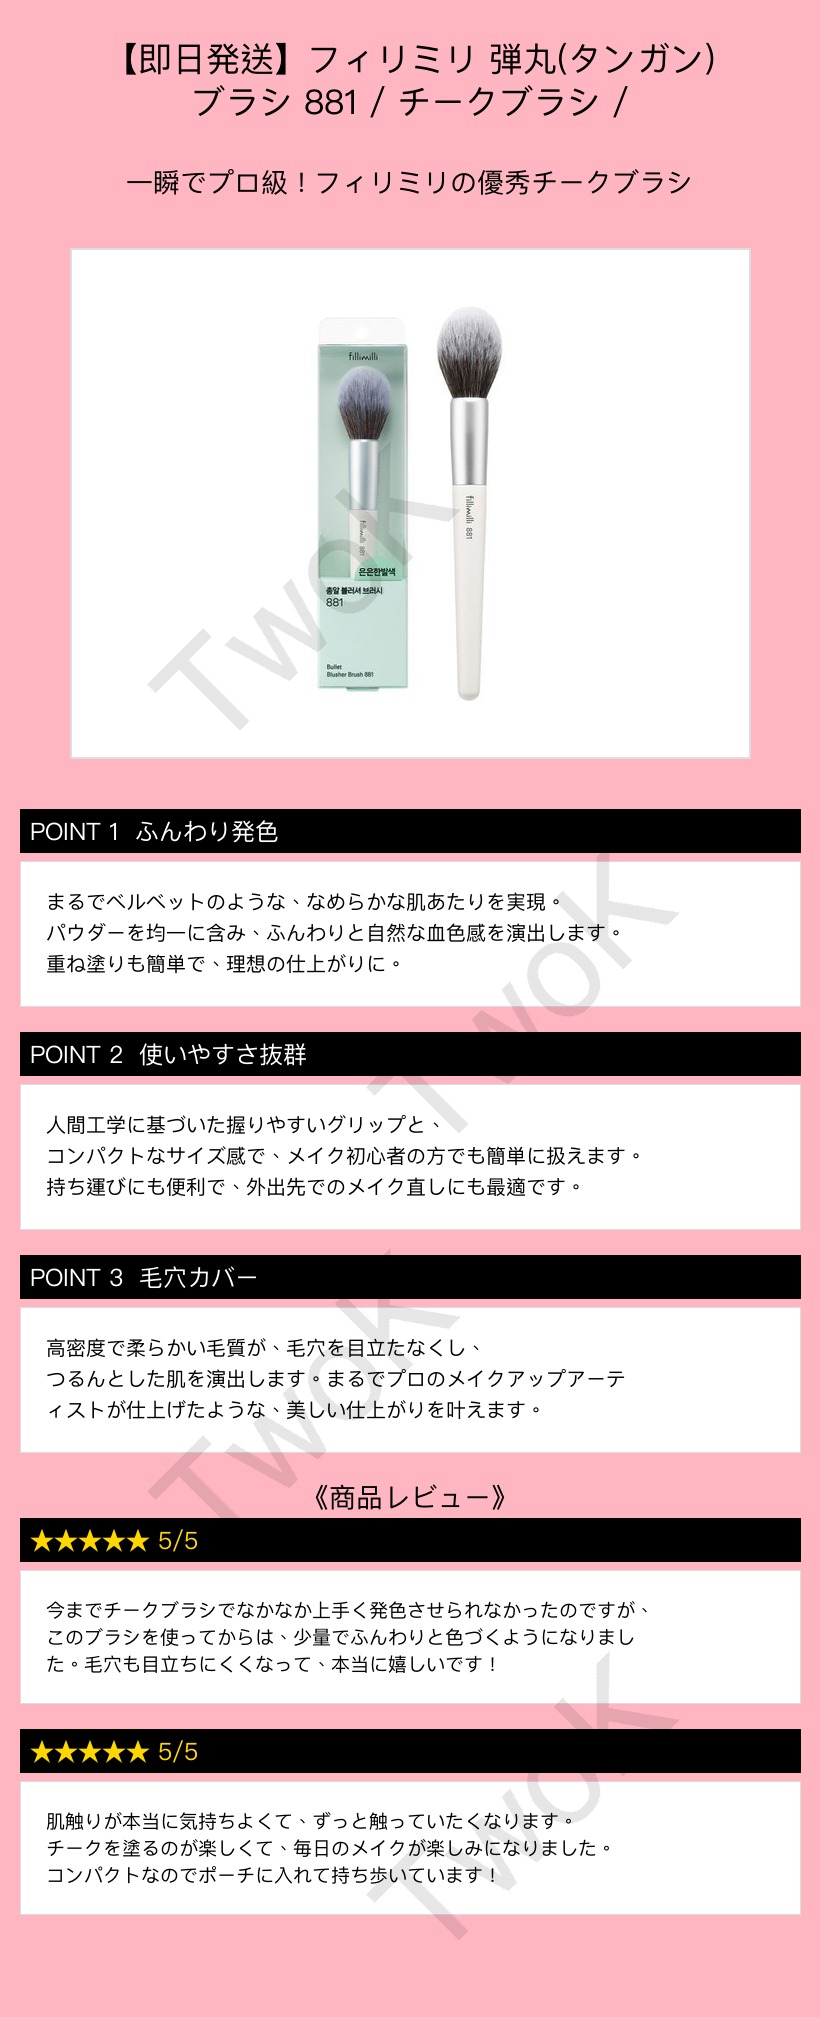 【即日発送】フィリミリ 弾丸(タンガン)
ブラシ 881 / チークブラシ /
一瞬でプロ級！フィリミリの優秀チークブラシ
fillimilli
fillimilli 881
은은한발색
총알 블러셔 브러시
881
Bullet
Blusher Brush 881
fillimilli 881
Twok
POINT 1 ふんわり発色
まるでベルベットのような、なめらかな肌あたりを実現。
パウダーを均一に含み、ふんわりと自然な血色感を演出します。
重ね塗りも簡単で、理想の仕上がりに。
Twok
POINT 2 使いやすさ抜群
人間工学に基づいた握りやすいグリップと、
コンパクトなサイズ感で、メイク初心者の方でも簡単に扱えます。
持ち運びにも便利で、外出先でのメイク直しにも最適です。
POINT 3 毛穴カバー
高密度で柔らかい毛質が、毛穴を目立たなくし、
つるんとした肌を演出します。まるでプロのメイクアップアーテ
ィストが仕上げたような、美しい仕上がりを叶えます。
Twok
《商品レビュー》
★★★★★ 5/5
今までチークブラシでなかなか上手く発色させられなかったのですが、
このブラシを使ってからは、少量でふんわりと色づくようになりまし
た。毛穴も目立ちにくくなって、本当に嬉しいです！
★★★★★ 5/5
肌触りが本当に気持ちよくて、ずっと触っていたくなります。
チークを塗るのが楽しくて、毎日のメイクが楽しみになりました。
コンパクトなのでポーチに入れて持ち歩いています！
Twok